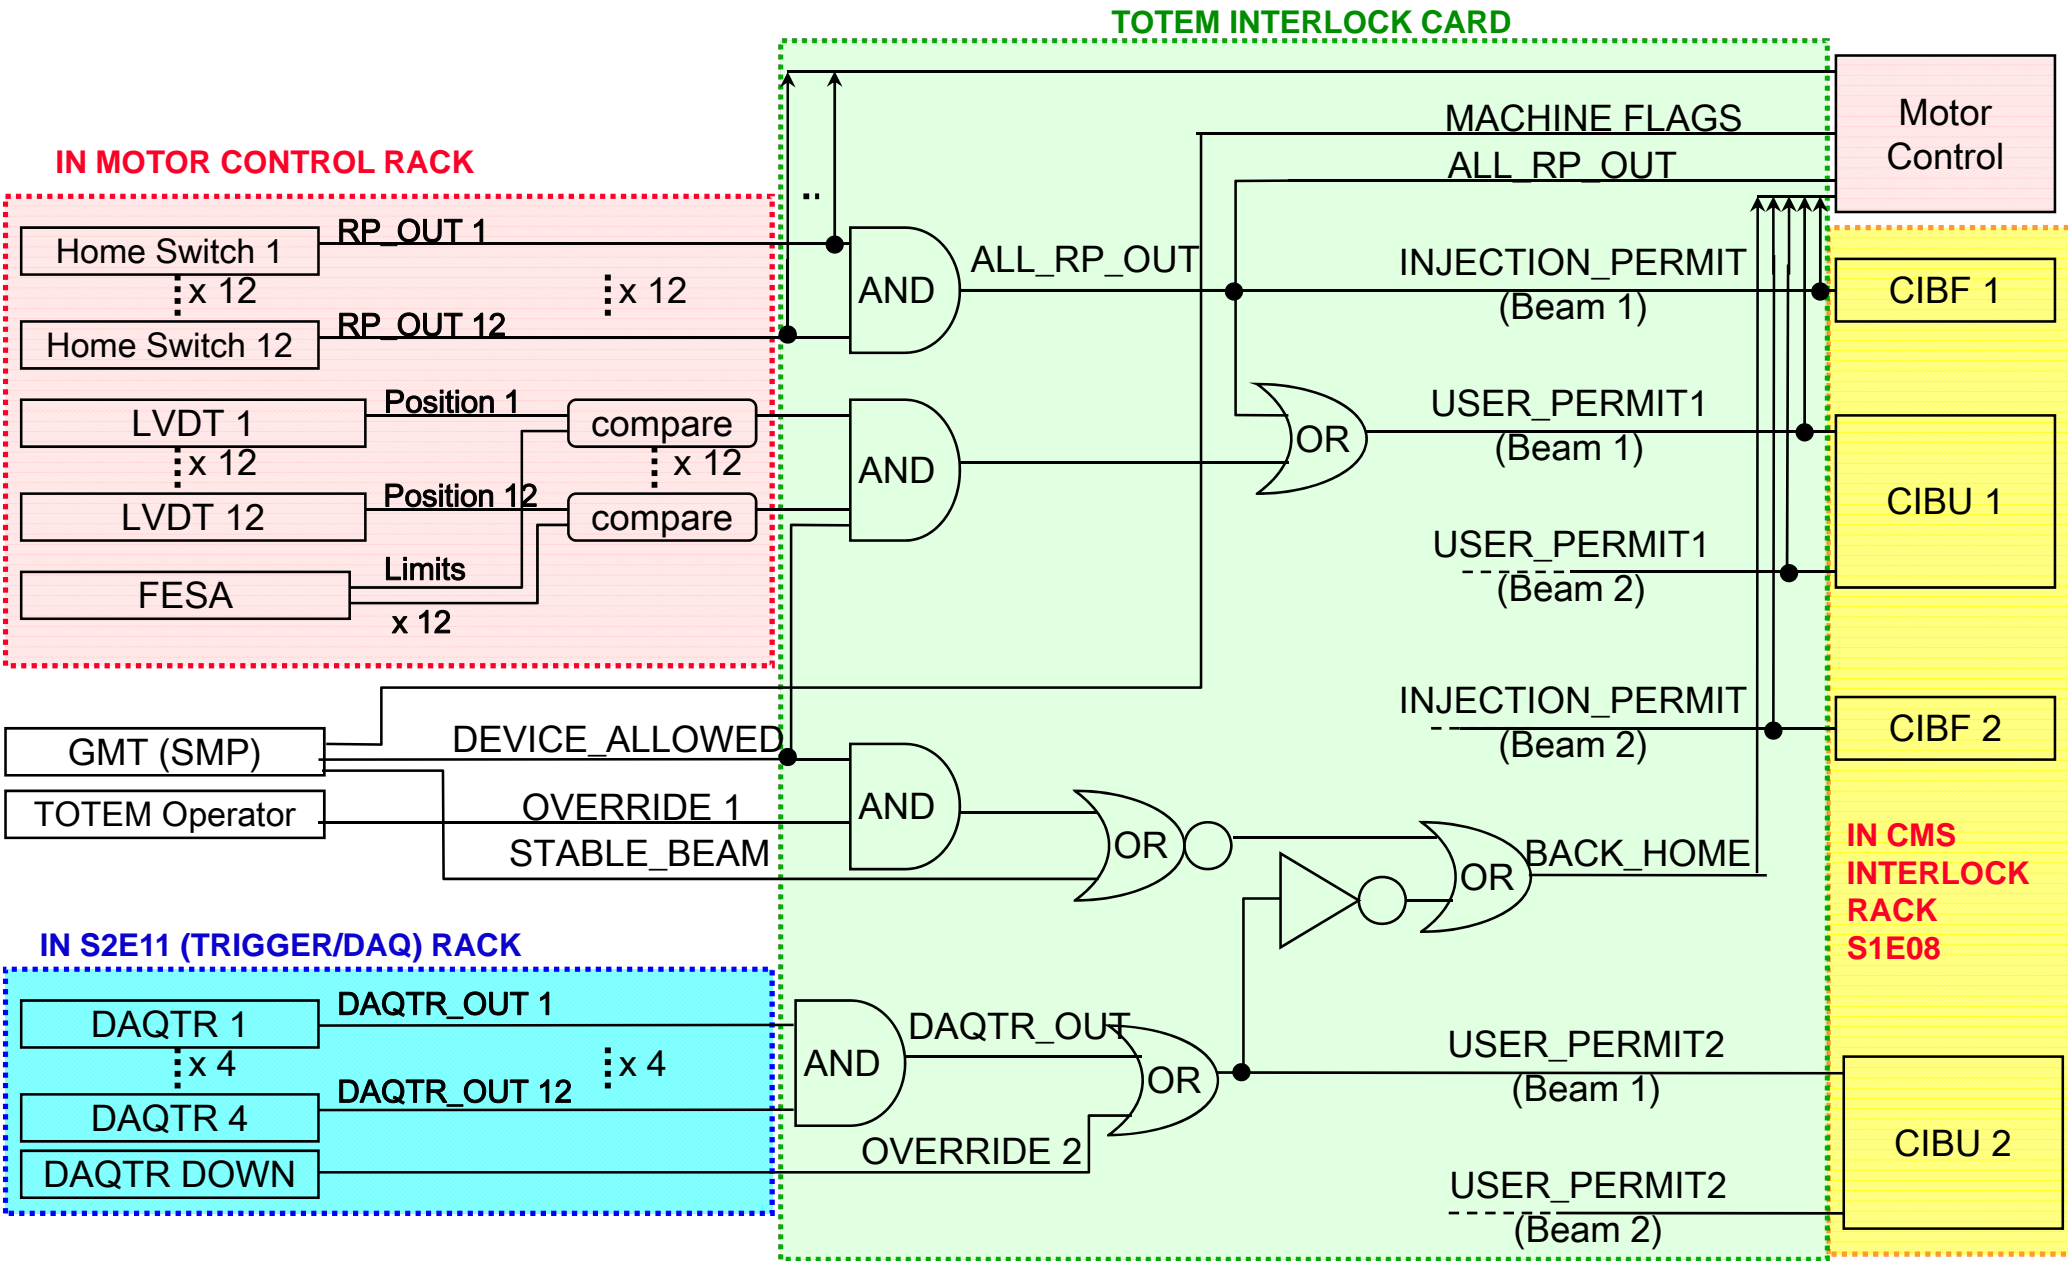 TOTEM INTERLOCK CARD
Motor
Control
MACHINE FLAGS
ALL_RP_OUT
IN MOTOR CONTROL RACK
Home Switch 1
RP_OUT 1
x 12
x 12
Home Switch 12
RP_OUT 12
..
AND
ALL_RP_OUT
INJECTION_PERMIT
(Beam 1)
CIBF 1
LVDT 1
Position 1
compare
x 12
x 12
LVDT 12
Position 12
compare
AND
OR
USER_PERMIT1
(Beam 1)
CIBU 1
FESA
Limits
x 12
USER_PERMIT1
(Beam 2)
INJECTION_PERMIT
(Beam 2)
CIBF 2
GMT (SMP)
DEVICE_ALLOWED
TOTEM Operator
OVERRIDE 1
STABLE_BEAM
AND
OR
OR
BACK_HOME
IN CMS
INTERLOCK
RACK
S1E08
IN S2E11 (TRIGGER/DAQ) RACK
DAQTR 1
DAQTR_OUT 1
x 4
x 4
DAQTR 4
DAQTR_OUT 12
DAQTR DOWN
AND
DAQTR_OUT
OR
OVERRIDE 2
USER_PERMIT2
(Beam 1)
CIBU 2
USER_PERMIT2
(Beam 2)